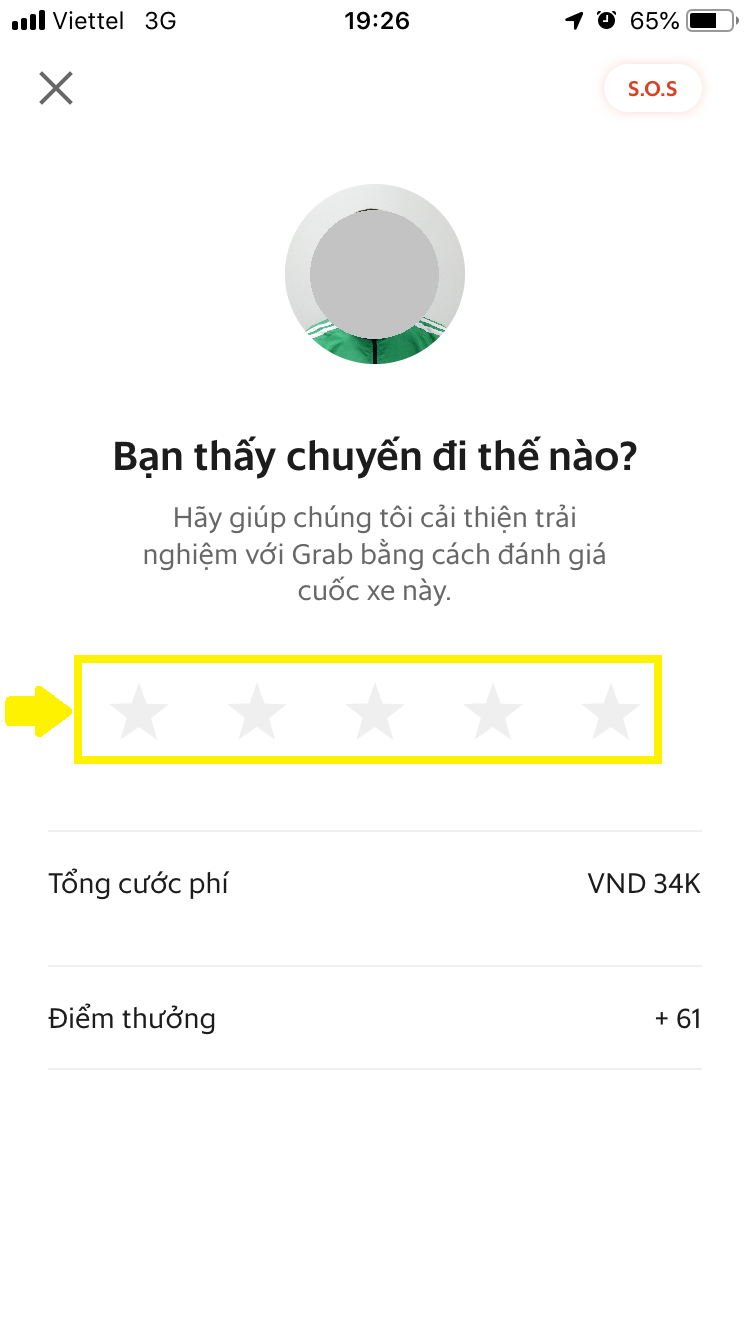 Viettel 3G 19:26 65%
S.O.S
Bạn thấy chuyến đi thế nào?
Hãy giúp chúng tôi cải thiện trải
nghiệm với Grab bằng cách đánh giá
cuốc xe này.
Tổng cước phí VND 34K
Điểm thưởng + 61